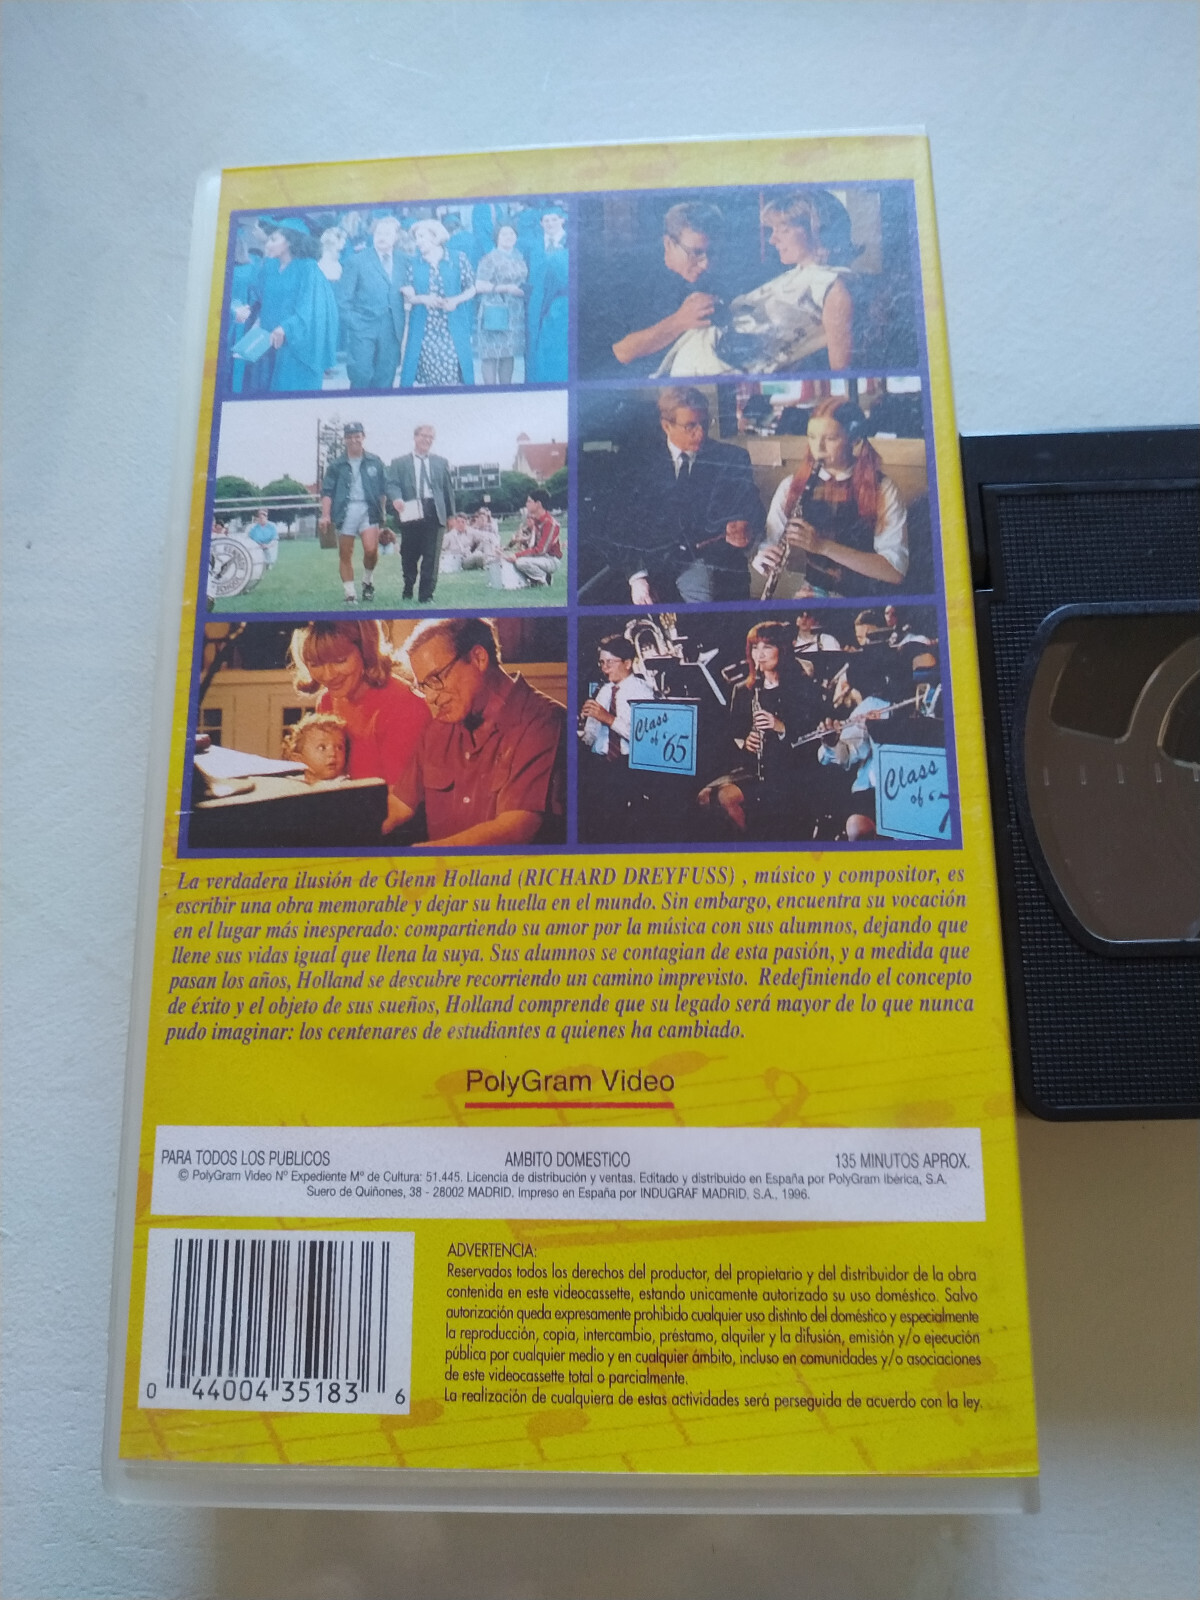 KENNEDY
SCHOOL
Class
of '65
Class
of '
La verdadera ilusión de Glenn Holland (RICHARD DREYFUSS) , músico y compositor, es
escribir una obra memorable y dejar su huella en el mundo. Sin embargo, encuentra su vocación
en el lugar más inesperado: compartiendo su amor por la música con sus alumnos, dejando que
llene sus vidas igual que llena la suya. Sus alumnos se contagian de esta pasión, y a medida que
pasan los años, Holland se descubre recorriendo un camino imprevisto. Redefiniendo el concepto
de éxito y el objeto de sus sueños, Holland comprende que su legado será mayor de lo que nunca
pudo imaginar: los centenares de estudiantes a quienes ha cambiado.
PolyGram Video
PARA TODOS LOS PUBLICOS AMBITO DOMESTICO 135 MINUTOS APROX.
© PolyGram Video Nº Expediente Mº de Cultura: 51.445. Licencia de distribución y ventas. Editado y distribuido en España por PolyGram Ibérica, S.A.
Suero de Quiñones, 38 - 28002 MADRID. Impreso en España por INDUGRAF MADRID, S.A., 1996.
ADVERTENCIA:
Reservados todos los derechos del productor, del propietario y del distribuidor de la obra
contenida en este videocassette, estando unicamente autorizado su uso doméstico. Salvo
autorización queda expresamente prohibido cualquier uso distinto del doméstico y especialmente
la reproducción, copia, intercambio, préstamo, alquiler y la difusión, emisión y/o ejecución
pública por cualquier medio y en cualquier ámbito, incluso en comunidades y/o asociaciones
de este videocassette total o parcialmente.
La realización de cualquiera de estas actividades será perseguida de acuerdo con la ley.
0 44004 35183 6